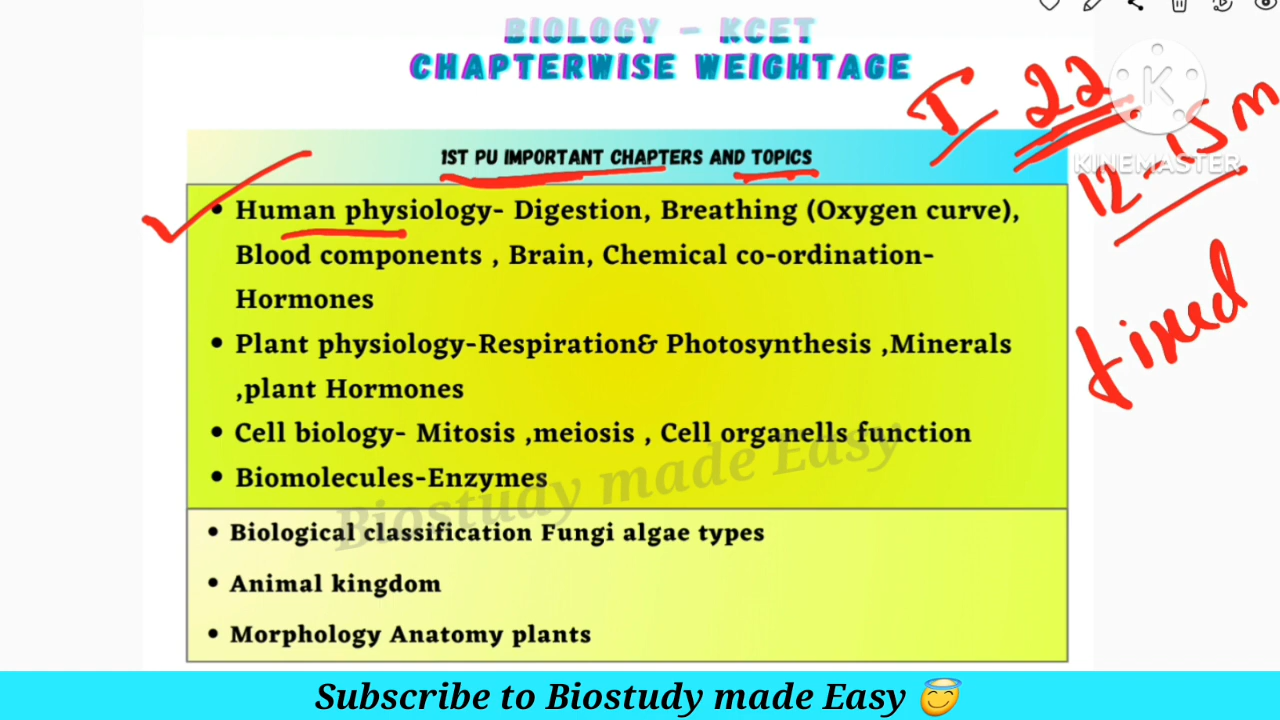 BIOLOGY - KCET
CHAPTERWISE WEIGHTAGE
I 22
12-15 m
fixed
KINEMASTER
1ST PU IMPORTANT CHAPTERS AND TOPICS
• Human physiology- Digestion, Breathing (Oxygen curve),
Blood components , Brain, Chemical co-ordination-
Hormones
• Plant physiology-Respiration& Photosynthesis ,Minerals
,plant Hormones
• Cell biology- Mitosis ,meiosis , Cell organells function
• Biomolecules-Enzymes
Biostudy made Easy
• Biological classification Fungi algae types
• Animal kingdom
• Morphology Anatomy plants
Subscribe to Biostudy made Easy 😇